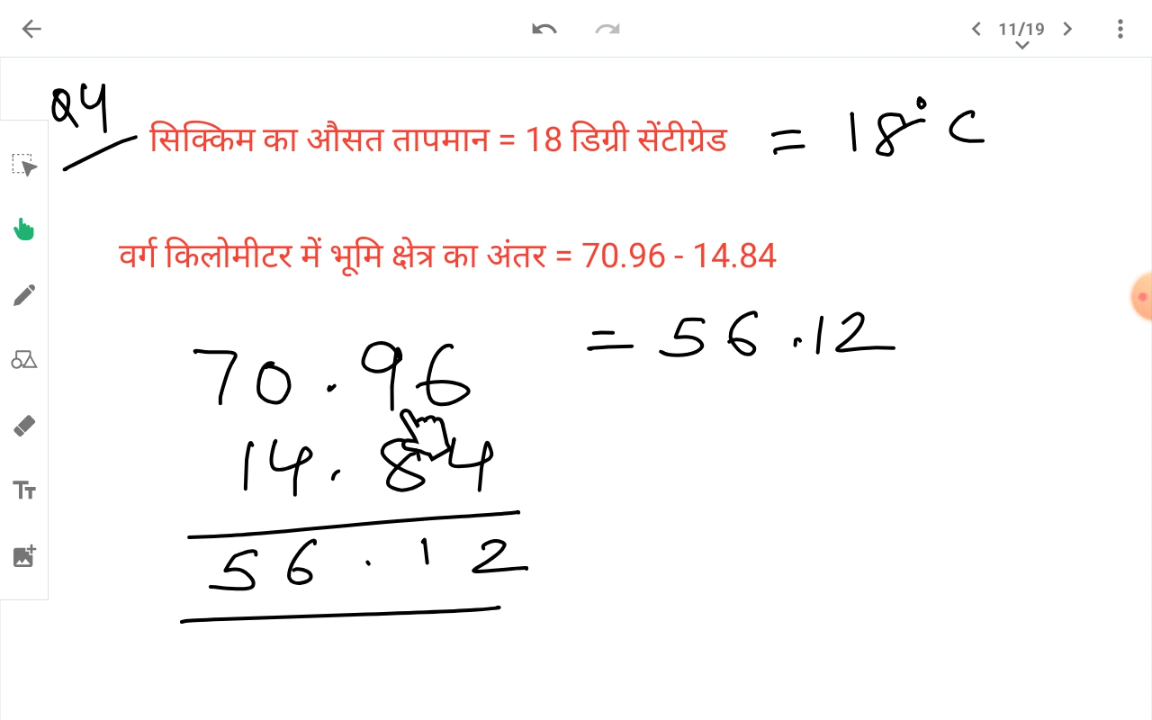 11/19
Q4
सिक्किम का औसत तापमान = 18 डिग्री सेंटीग्रेड = 18°C
वर्ग किलोमीटर में भूमि क्षेत्र का अंतर = 70.96 - 14.84
= 56.12
70.96
14.84
56.12
Tт